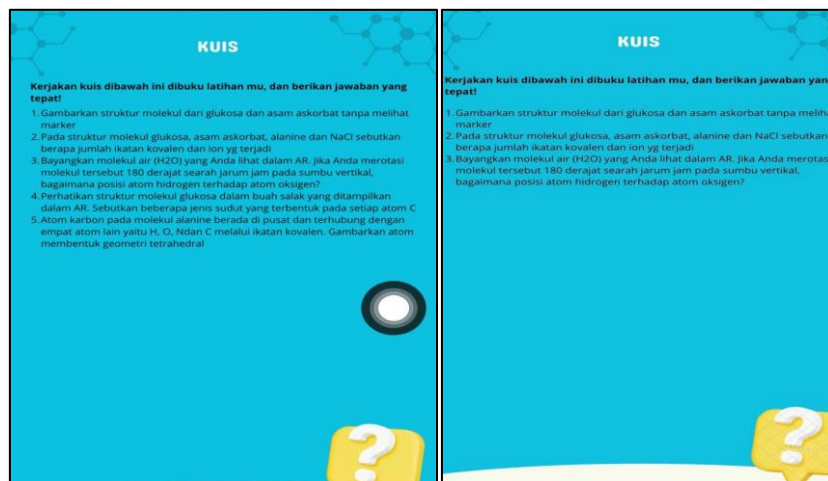 KUIS
Kerjakan kuis dibawah ini dibuku latihan mu, dan berikan jawaban yang
tepat!
1. Gambarkan struktur molekul dari glukosa dan asam askorbat tanpa melihat
marker
2. Pada struktur molekul glukosa, asam askorbat, alanine dan NaCl sebutkan
berapa jumlah ikatan kovalen dan ion yg terjadi
3. Bayangkan molekul air (H2O) yang Anda lihat dalam AR. Jika Anda merotasi
molekul tersebut 180 derajat searah jarum jam pada sumbu vertikal,
bagaimana posisi atom hidrogen terhadap atom oksigen?
4. Perhatikan struktur molekul glukosa dalam buah salak yang ditampilkan
dalam AR. Sebutkan beberapa jenis sudut yang terbentuk pada setiap atom C
5. Atom karbon pada molekul alanine berada di pusat dan terhubung dengan
empat atom lain yaitu H, O, Ndan C melalui ikatan kovalen. Gambarkan atom
membentuk geometri tetrahedral
KUIS
Kerjakan kuis dibawah ini dibuku latihan mu, dan berikan jawaban yan
tepat!
1. Gambarkan struktur molekul dari glukosa dan asam askorbat tanpa meliha
marker
2. Pada struktur molekul glukosa, asam askorbat, alanine dan NaCl sebutkan
berapa jumlah ikatan kovalen dan ion yg terjadi
3. Bayangkan molekul air (H2O) yang Anda lihat dalam AR. Jika Anda merotas
molekul tersebut 180 derajat searah jarum jam pada sumbu vertikal,
bagaimana posisi atom hidrogen terhadap atom oksigen?